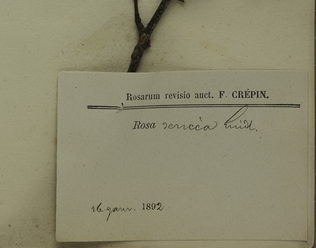 Rosarum revisio auct. F. CRÉPIN.
Rosa sericea Lindl.
16 janv. 1892